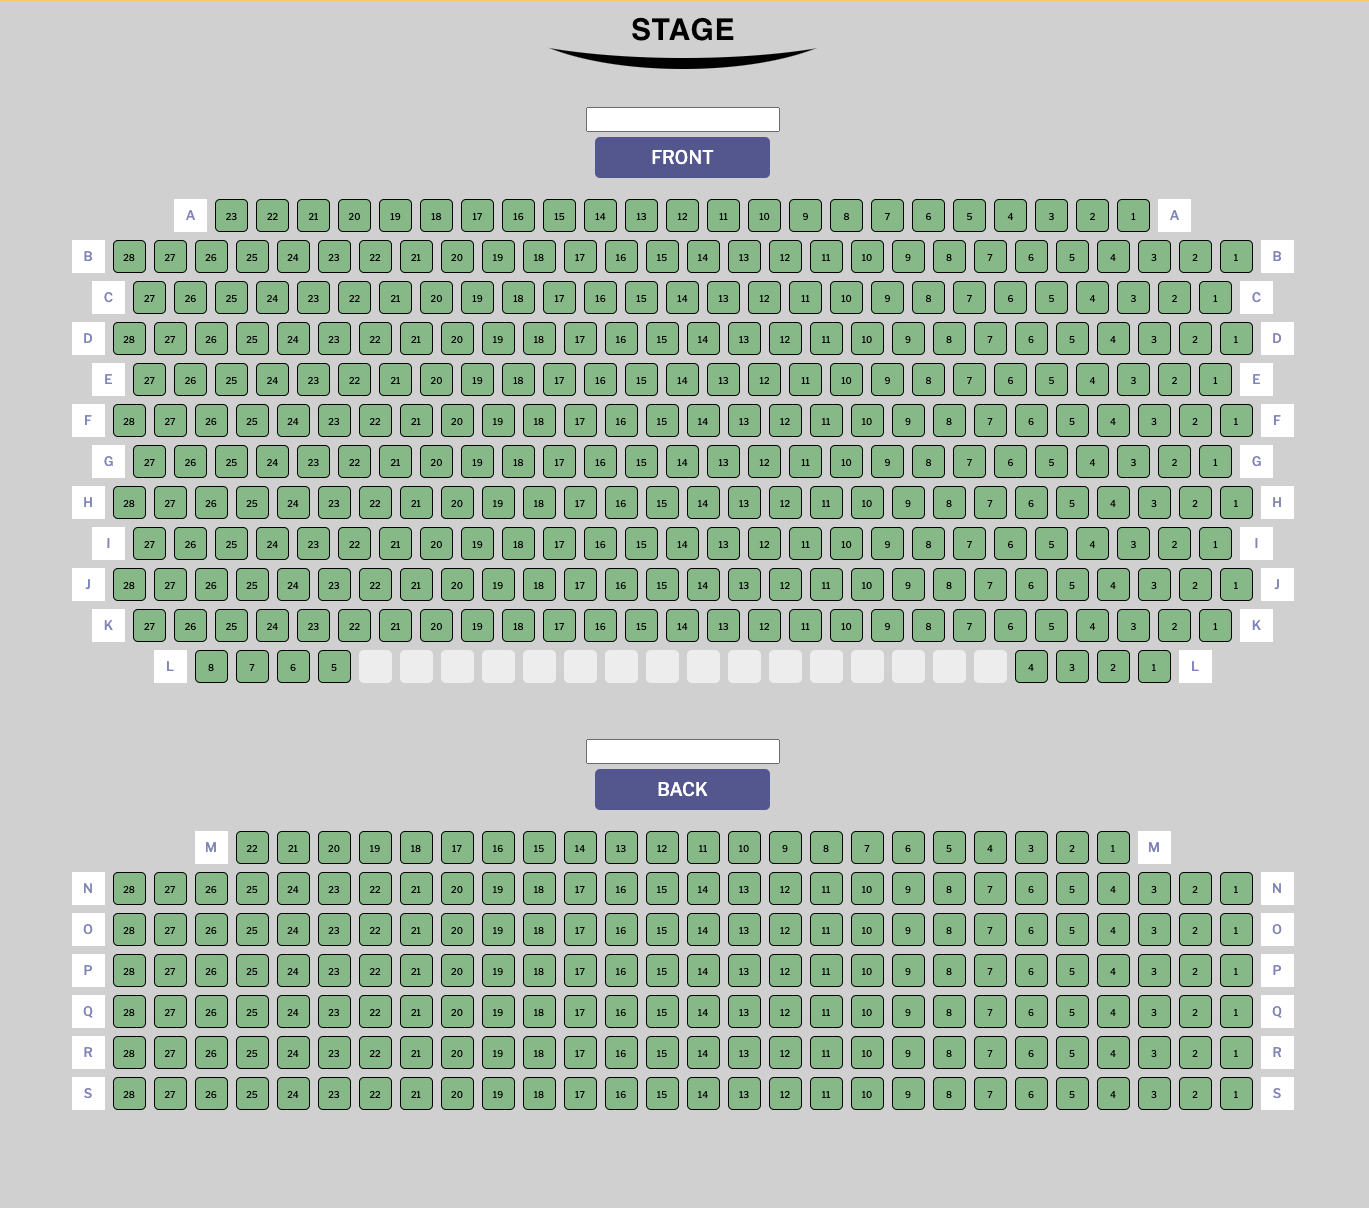 STAGE
FRONT
A 23 22 21 20 19 18 17 16 15 14 13 12 11 10 9 8 7 6 5 4 3 2 1 A
B 28 27 26 25 24 23 22 21 20 19 18 17 16 15 14 13 12 11 10 9 8 7 6 5 4 3 2 1 B
C 27 26 25 24 23 22 21 20 19 18 17 16 15 14 13 12 11 10 9 8 7 6 5 4 3 2 1 C
D 28 27 26 25 24 23 22 21 20 19 18 17 16 15 14 13 12 11 10 9 8 7 6 5 4 3 2 1 D
E 27 26 25 24 23 22 21 20 19 18 17 16 15 14 13 12 11 10 9 8 7 6 5 4 3 2 1 E
F 28 27 26 25 24 23 22 21 20 19 18 17 16 15 14 13 12 11 10 9 8 7 6 5 4 3 2 1 F
G 27 26 25 24 23 22 21 20 19 18 17 16 15 14 13 12 11 10 9 8 7 6 5 4 3 2 1 G
H 28 27 26 25 24 23 22 21 20 19 18 17 16 15 14 13 12 11 10 9 8 7 6 5 4 3 2 1 H
I 27 26 25 24 23 22 21 20 19 18 17 16 15 14 13 12 11 10 9 8 7 6 5 4 3 2 1 I
J 28 27 26 25 24 23 22 21 20 19 18 17 16 15 14 13 12 11 10 9 8 7 6 5 4 3 2 1 J
K 27 26 25 24 23 22 21 20 19 18 17 16 15 14 13 12 11 10 9 8 7 6 5 4 3 2 1 K
L 8 7 6 5 4 3 2 1 L
BACK
M 22 21 20 19 18 17 16 15 14 13 12 11 10 9 8 7 6 5 4 3 2 1 M
N 28 27 26 25 24 23 22 21 20 19 18 17 16 15 14 13 12 11 10 9 8 7 6 5 4 3 2 1 N
O 28 27 26 25 24 23 22 21 20 19 18 17 16 15 14 13 12 11 10 9 8 7 6 5 4 3 2 1 O
P 28 27 26 25 24 23 22 21 20 19 18 17 16 15 14 13 12 11 10 9 8 7 6 5 4 3 2 1 P
Q 28 27 26 25 24 23 22 21 20 19 18 17 16 15 14 13 12 11 10 9 8 7 6 5 4 3 2 1 Q
R 28 27 26 25 24 23 22 21 20 19 18 17 16 15 14 13 12 11 10 9 8 7 6 5 4 3 2 1 R
S 28 27 26 25 24 23 22 21 20 19 18 17 16 15 14 13 12 11 10 9 8 7 6 5 4 3 2 1 S